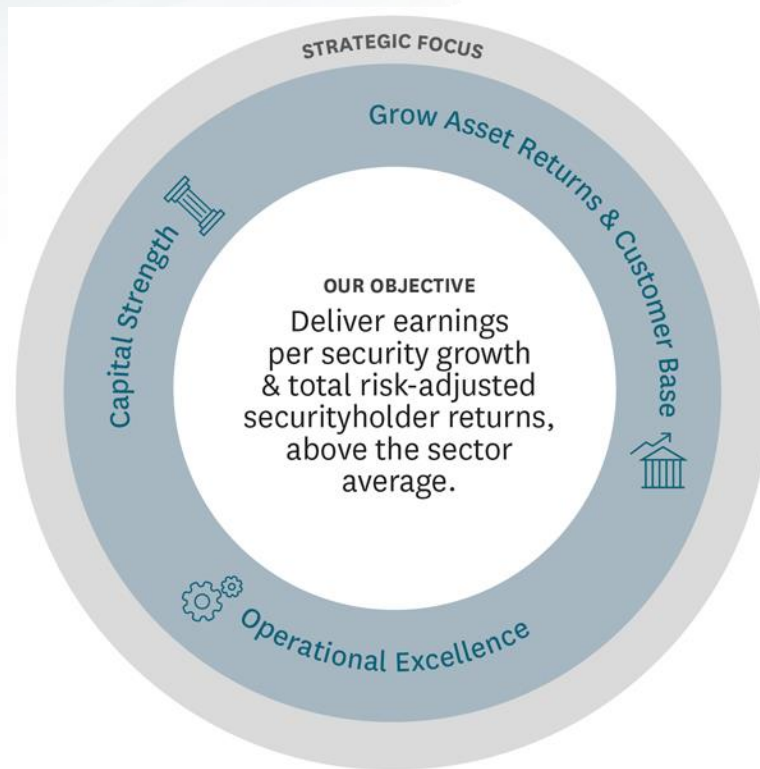 STRATEGIC FOCUS
Grow Asset Returns & Customer Base
Capital Strength
OUR OBJECTIVE
Deliver earnings
per security growth
& total risk-adjusted
securityholder returns,
above the sector
average.
Operational Excellence